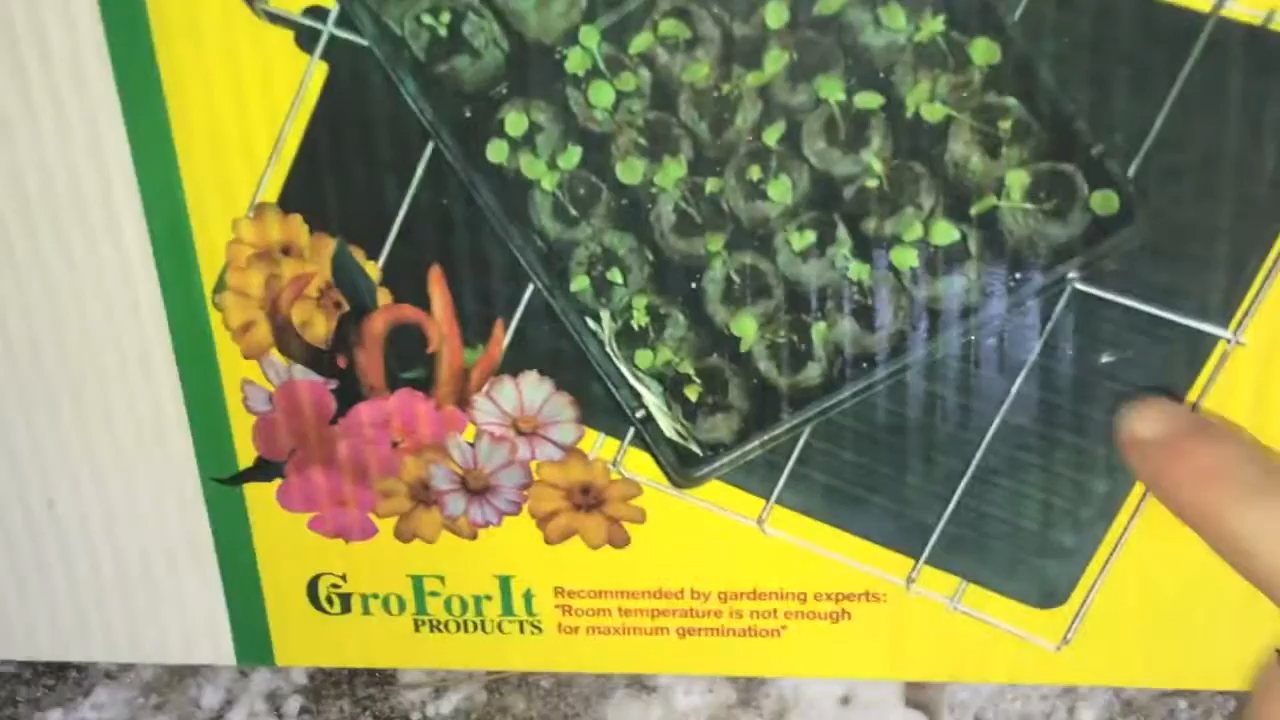 GroForIt
PRODUCTS
Recommended by gardening experts:
"Room temperature is not enough
for maximum germination"